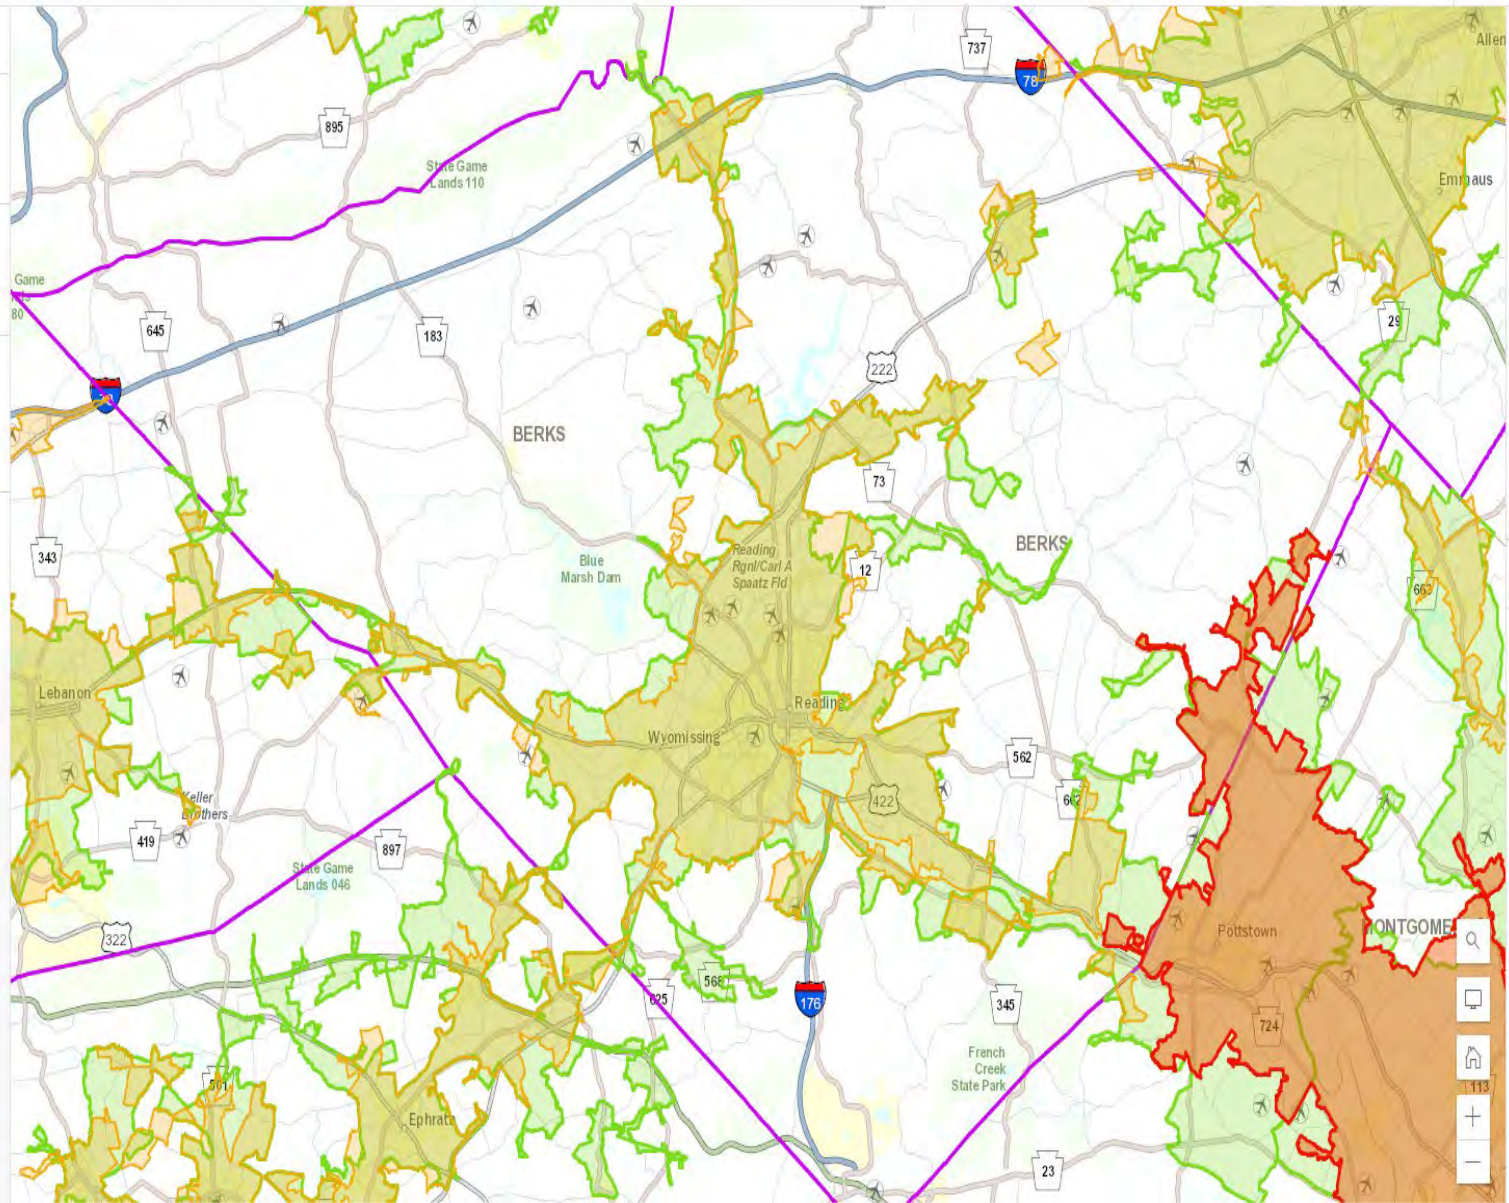 737
Allen
78
895
State Game
Lands 110
Emmaus
Game
80
645
29
183
222
BERKS
73
343
Reading
Rgnl/Carl A
Spaatz Fld
BERKS
12
Blue
Marsh Dam
663
Lebanon
Reading
Wyomissing
562
662
422
Keller
Brothers
419
897
State Game
Lands 046
322
Pottstown
MONTGOME
568
625
176
345
724
French
Creek
State Park
501
113
Ephrata
23